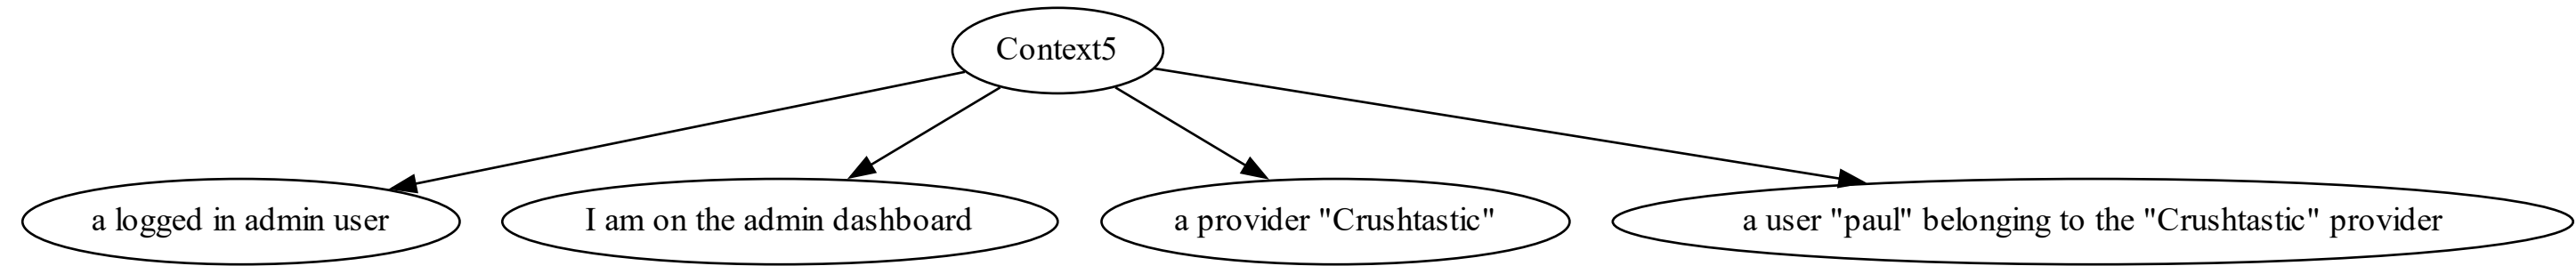 Context5
a logged in admin user
I am on the admin dashboard
a provider "Crushtastic"
a user "paul" belonging to the "Crushtastic" provider